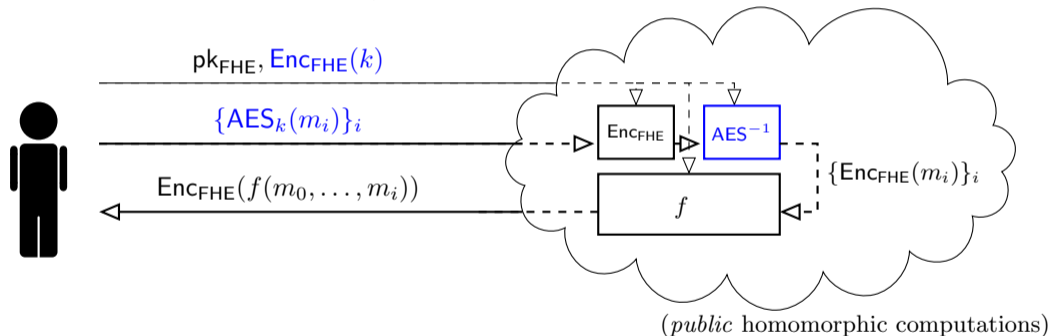 pk_FHE, Enc_FHE(k)
{AES_k(m_i)}_i
Enc_FHE AES⁻¹
{Enc_FHE(m_i)}_i
Enc_FHE(f(m_0, . . . , m_i))
f
(public homomorphic computations)